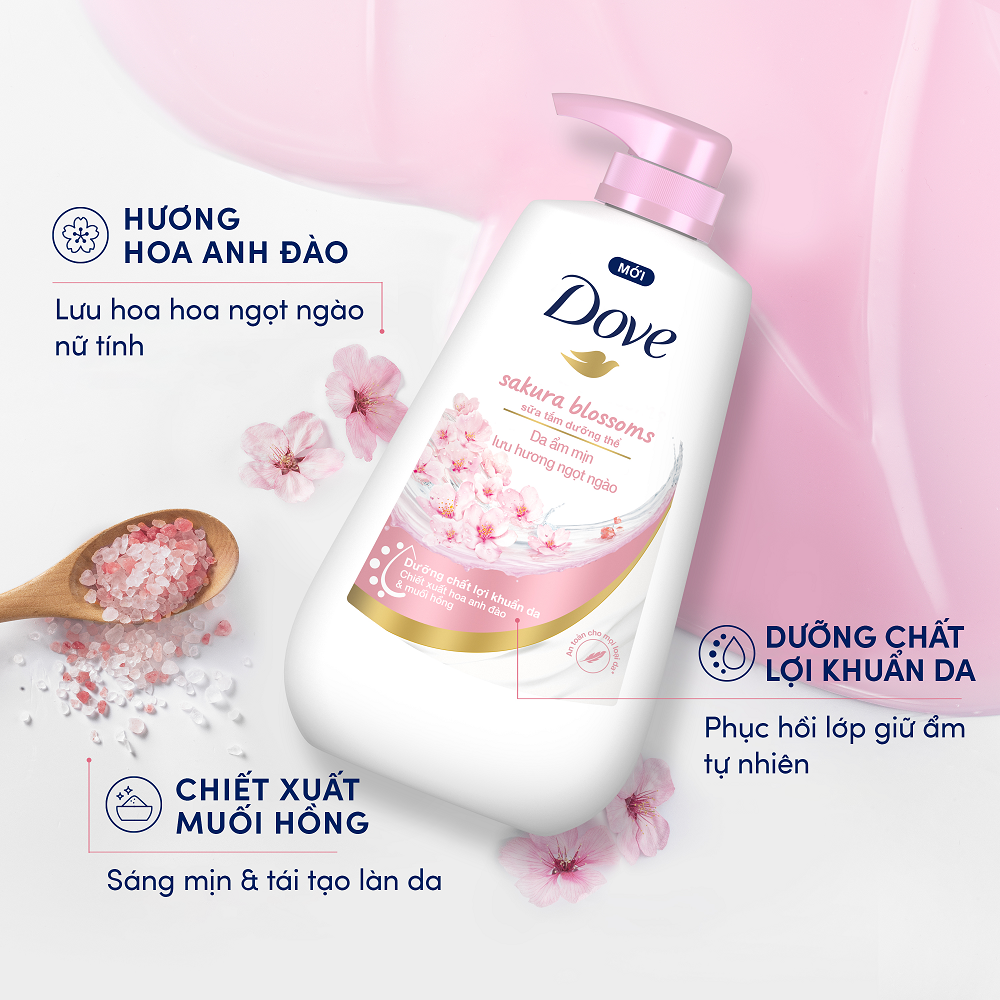 HƯƠNG
HOA ANH ĐÀO
Lưu hoa hoa ngọt ngào
nữ tính
MỚI
Dove
sakura blossoms
sữa tắm dưỡng thể
Da ẩm mịn
lưu hương ngọt ngào
Dưỡng chất lợi khuẩn da
Chiết xuất hoa anh đào
& muối hồng
An toàn cho mọi loại da*
DƯỠNG CHẤT
LỢI KHUẨN DA
Phục hồi lớp giữ ẩm
tự nhiên
CHIẾT XUẤT
MUỐI HỒNG
Sáng mịn & tái tạo làn da